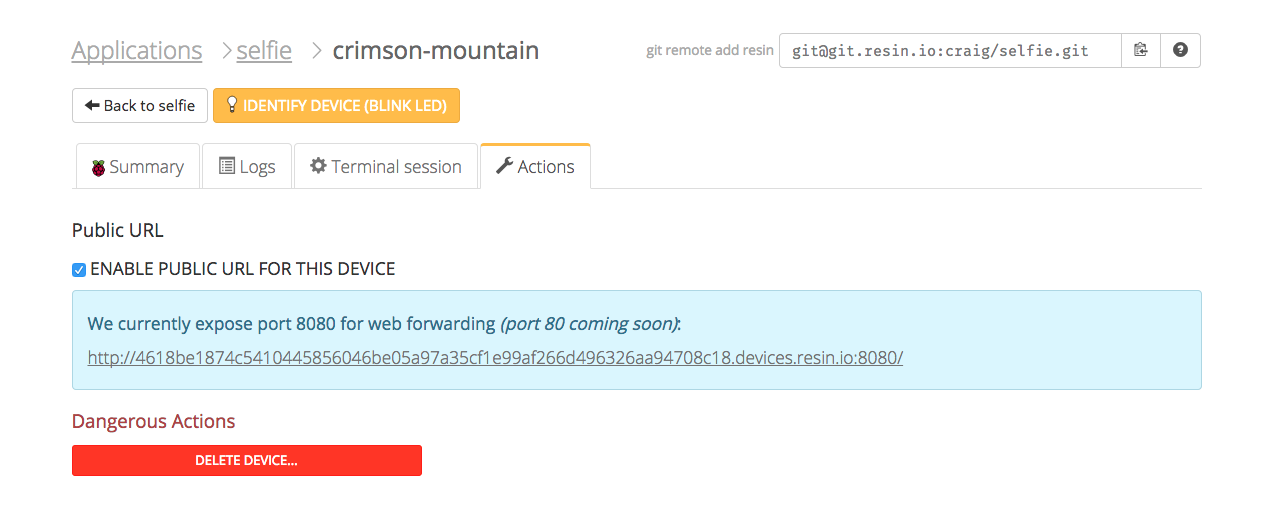 Applications > selfie > crimson-mountain
git remote add resin git@git.resin.io:craig/selfie.git
Back to selfie
IDENTIFY DEVICE (BLINK LED)
Summary
Logs
Terminal session
Actions
Public URL
ENABLE PUBLIC URL FOR THIS DEVICE
We currently expose port 8080 for web forwarding (port 80 coming soon):
http://4618be1874c5410445856046be05a97a35cf1e99af266d496326aa94708c18.devices.resin.io:8080/
Dangerous Actions
DELETE DEVICE...